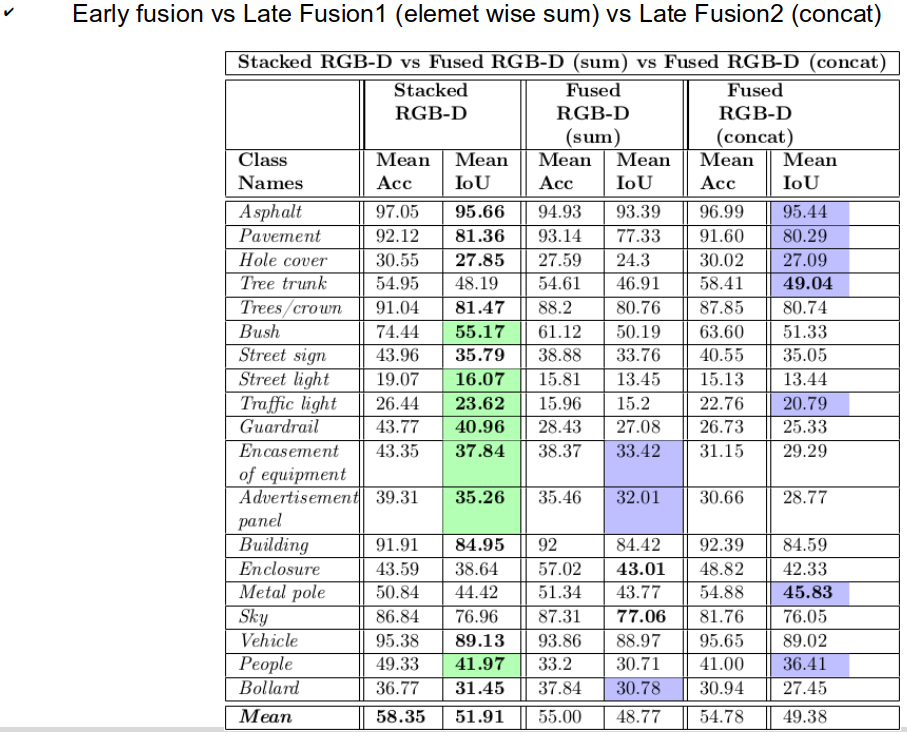 ✓ Early fusion vs Late Fusion1 (elemet wise sum) vs Late Fusion2 (concat)
Stacked RGB-D vs Fused RGB-D (sum) vs Fused RGB-D (concat)
Stacked Fused Fused
RGB-D RGB-D RGB-D
(sum) (concat)
Class Mean Mean Mean Mean Mean Mean
Names Acc IoU Acc IoU Acc IoU
Asphalt 97.05 95.66 94.93 93.39 96.99 95.44
Pavement 92.12 81.36 93.14 77.33 91.60 80.29
Hole cover 30.55 27.85 27.59 24.3 30.02 27.09
Tree trunk 54.95 48.19 54.61 46.91 58.41 49.04
Trees/crown 91.04 81.47 88.2 80.76 87.85 80.74
Bush 74.44 55.17 61.12 50.19 63.60 51.33
Street sign 43.96 35.79 38.88 33.76 40.55 35.05
Street light 19.07 16.07 15.81 13.45 15.13 13.44
Traffic light 26.44 23.62 15.96 15.2 22.76 20.79
Guardrail 43.77 40.96 28.43 27.08 26.73 25.33
Encasement 43.35 37.84 38.37 33.42 31.15 29.29
of equipment
Advertisement 39.31 35.26 35.46 32.01 30.66 28.77
panel
Building 91.91 84.95 92 84.42 92.39 84.59
Enclosure 43.59 38.64 57.02 43.01 48.82 42.33
Metal pole 50.84 44.42 51.34 43.77 54.88 45.83
Sky 86.84 76.96 87.31 77.06 81.76 76.05
Vehicle 95.38 89.13 93.86 88.97 95.65 89.02
People 49.33 41.97 33.2 30.71 41.00 36.41
Bollard 36.77 31.45 37.84 30.78 30.94 27.45
Mean 58.35 51.91 55.00 48.77 54.78 49.38